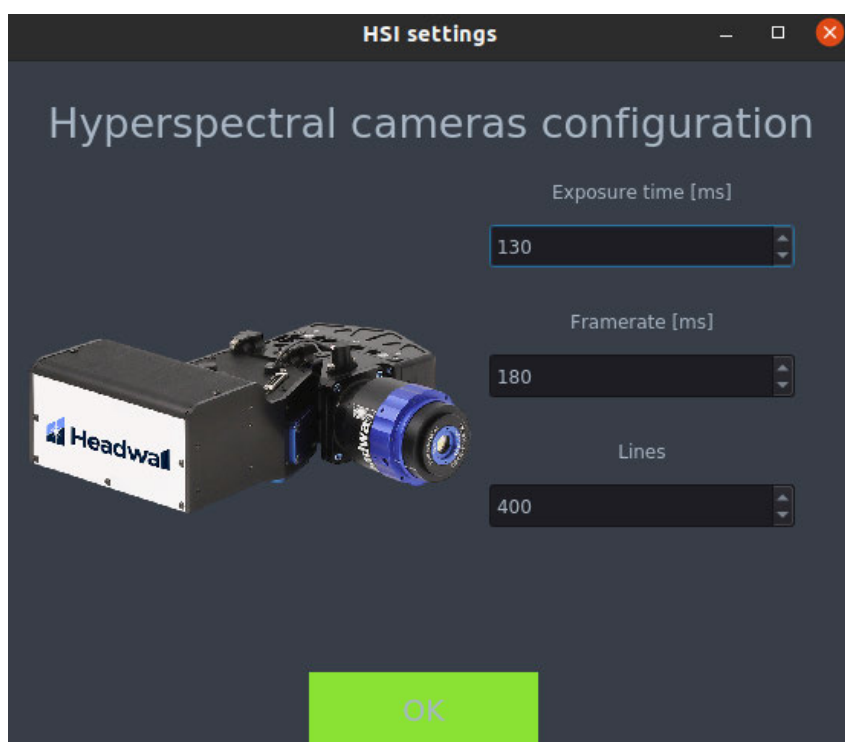 HSI settings
Hyperspectral cameras configuration
Exposure time [ms]
130
Framerate [ms]
180
Lines
400
Headwall
OK